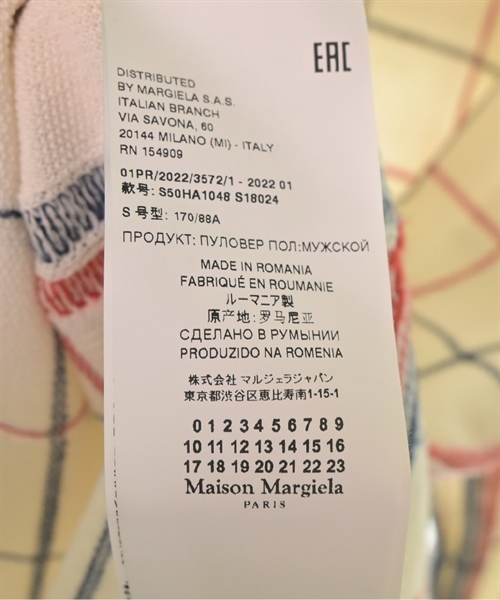 EAC
DISTRIBUTED
BY MARGIELA S.A.S.
ITALIAN BRANCH
VIA SAVONA, 60
20144 MILANO (MI) - ITALY
RN 154909
01PR/2022/3572/1 - 2022 01
款号: S50HA1048 S18024
S 号型: 170/88A
ПРОДУКТ: ПУЛОВЕР ПОЛ:МУЖСКОЙ
MADE IN ROMANIA
FABRIQUÉ EN ROUMANIE
ルーマニア製
原产地: 罗马尼亚
СДЕЛАНО В РУМЫНИИ
PRODUZIDO NA ROMENIA
株式会社 マルジェラジャパン
東京都渋谷区恵比寿南1-15-1
0 1 2 3 4 5 6 7 8 9
10 11 12 13 14 15 16
17 18 19 20 21 22 23
Maison Margiela
PARIS